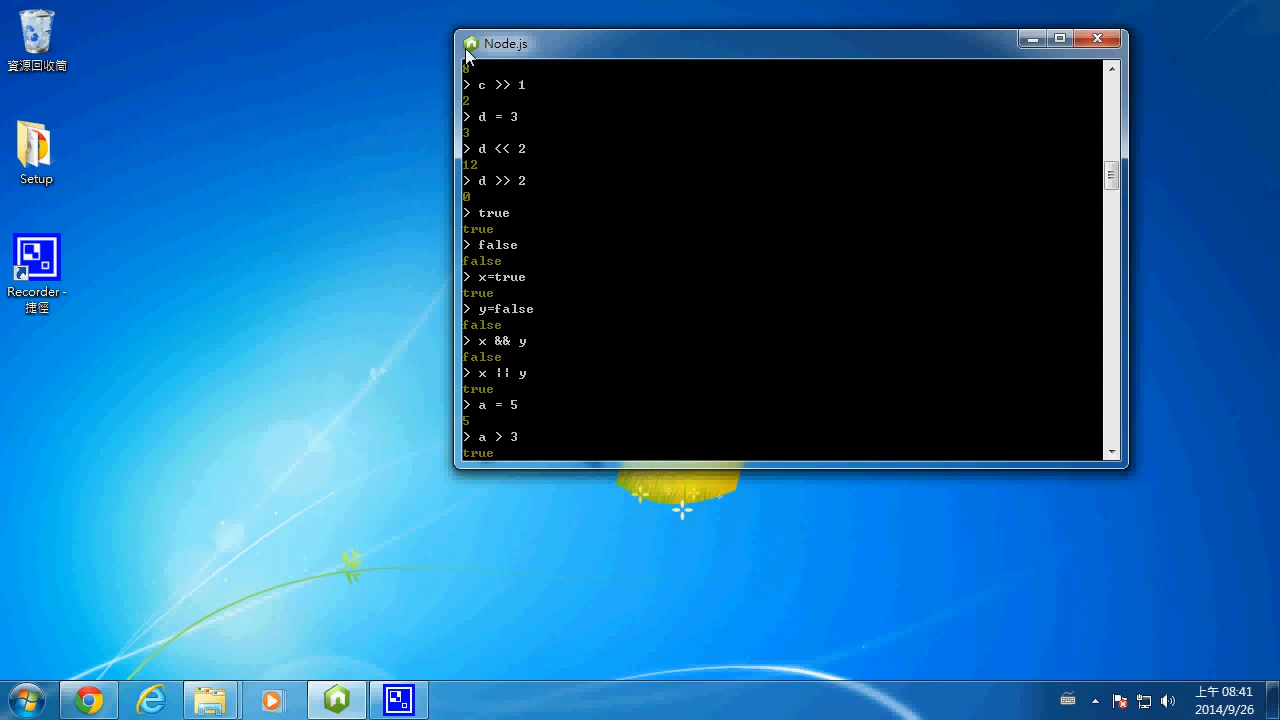 資源回收筒
Setup
Recorder -
捷徑
Node.js
8
> c >> 1
2
> d = 3
3
> d << 2
12
> d >> 2
0
> true
true
> false
false
> x=true
true
> y=false
false
> x && y
false
> x || y
true
> a = 5
5
> a > 3
true
上午 08:41
2014/9/26